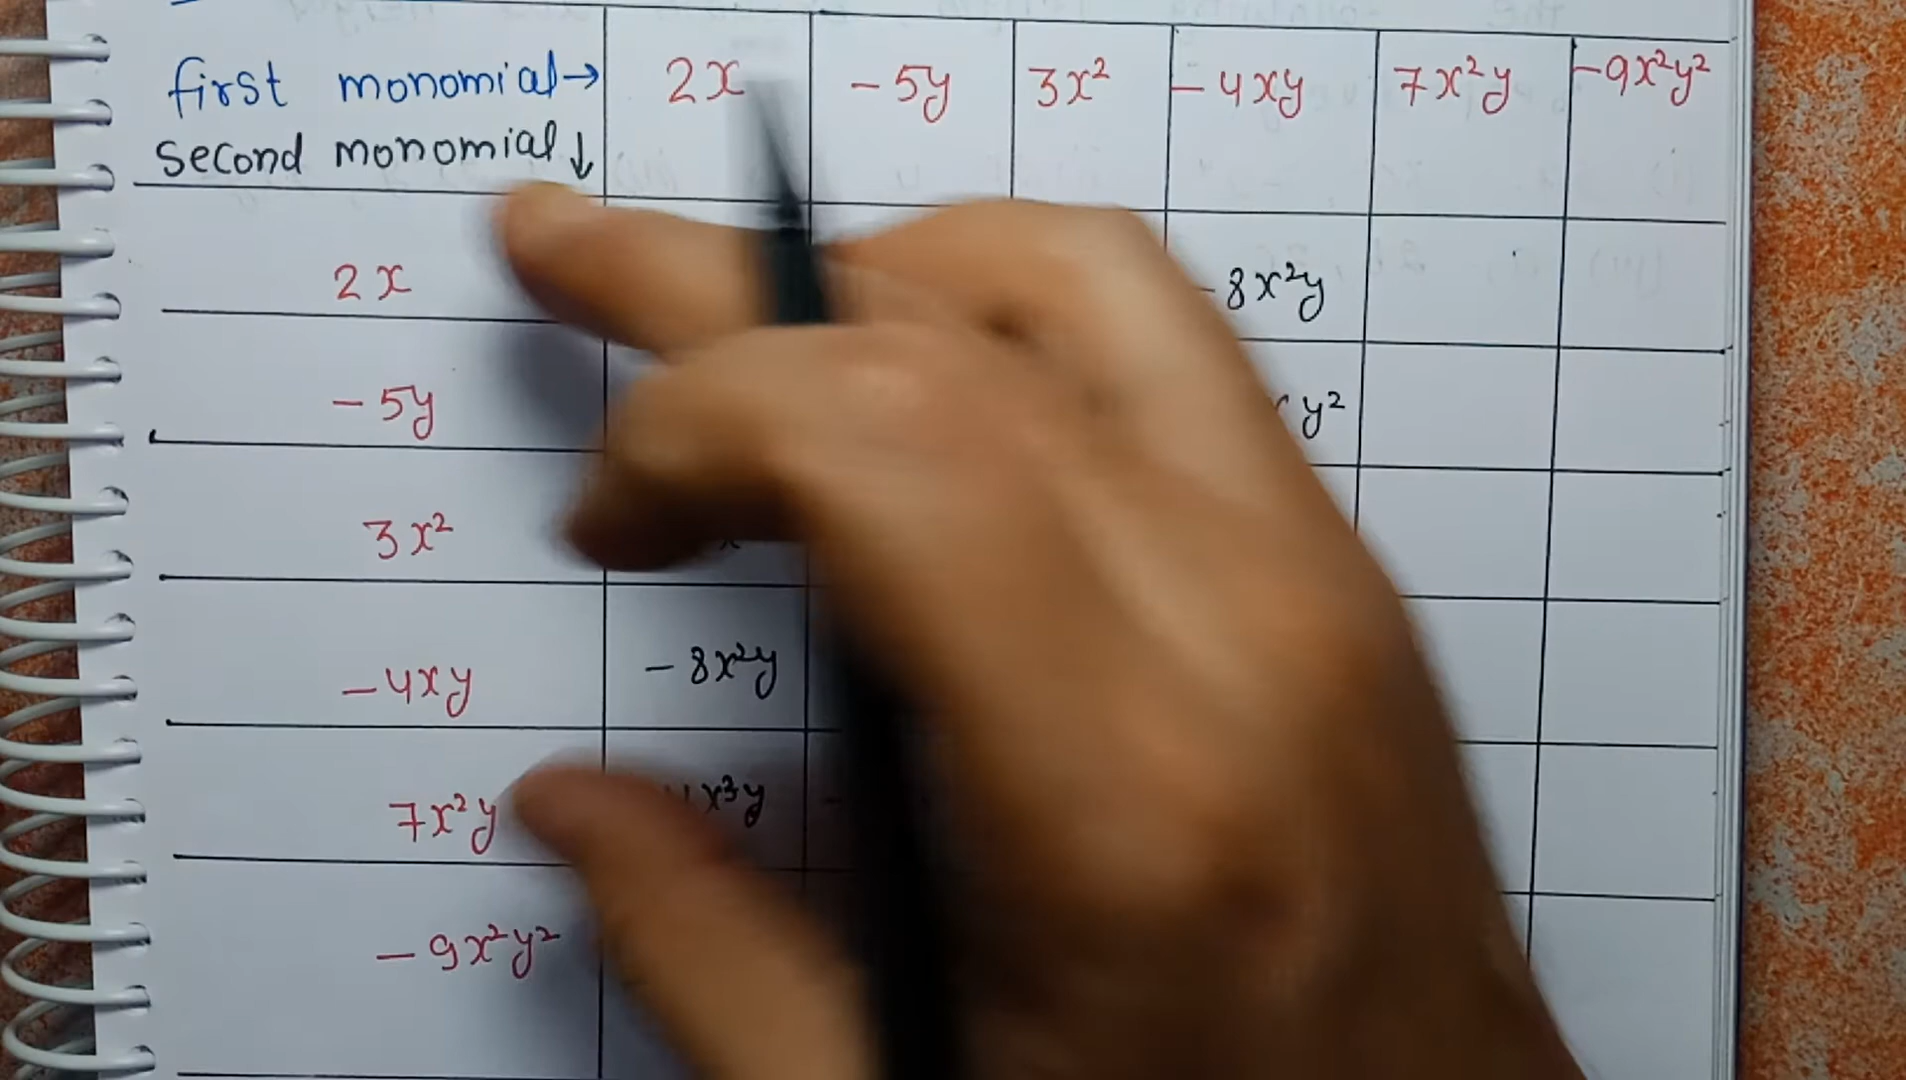 first monomial→ 2x -5y 3x² -4xy 7x²y -9x²y²
second monomial ↓
2x -8x²y
-5y y²
3x²
-4xy -8x²y
7x²y x³y
-9x²y²